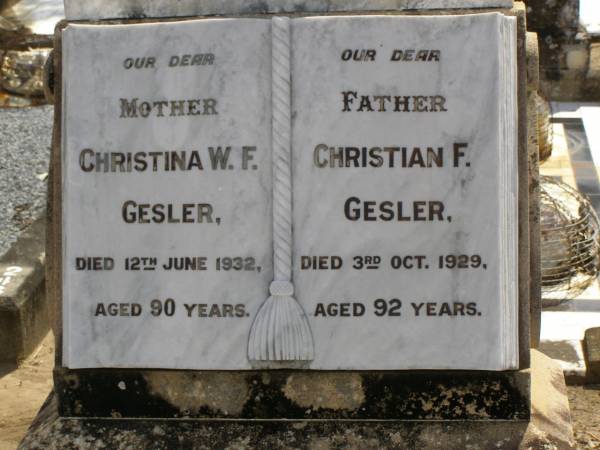 OUR DEAR
MOTHER
CHRISTINA W. F.
GESLER,
DIED 12TH JUNE 1932,
AGED 90 YEARS.
OUR DEAR
FATHER
CHRISTIAN F.
GESLER,
DIED 3RD OCT. 1929,
AGED 92 YEARS.